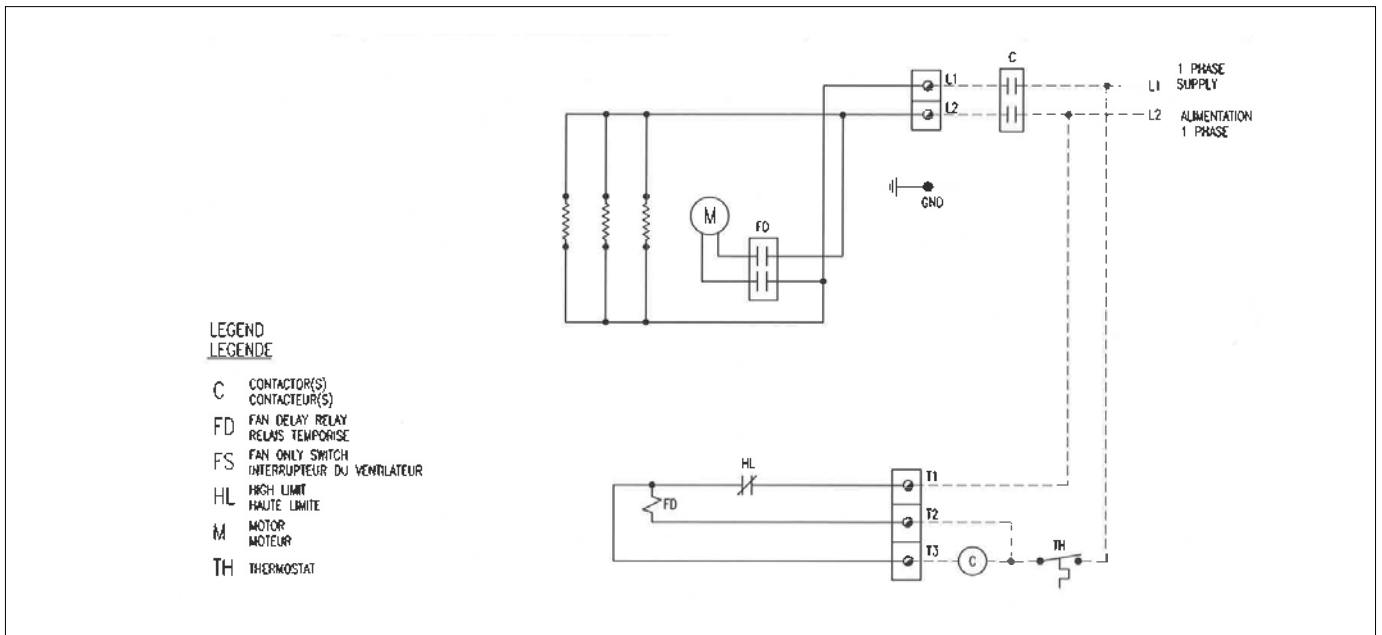 C
L1
L1
1 PHASE
SUPPLY
L2
L2
ALIMENTATION
1 PHASE
GND
M
FD
LEGEND
LEGENDE
C CONTACTOR(S)
CONTACTEUR(S)
FD FAN DELAY RELAY
RELAIS TEMPORISE
FS FAN ONLY SWITCH
INTERRUPTEUR DU VENTILATEUR
HL HIGH LIMIT
HAUTE LIMITE
M MOTOR
MOTEUR
TH THERMOSTAT
HL
T1
FD
T2
T3
C
TH